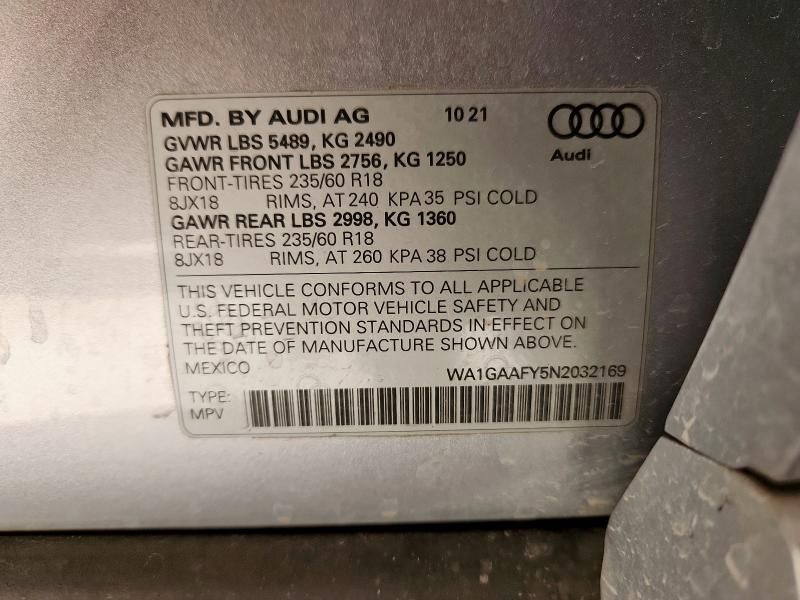 MFD. BY AUDI AG 10 21
GVWR LBS 5489, KG 2490
GAWR FRONT LBS 2756, KG 1250
FRONT-TIRES 235/60 R18
8JX18 RIMS, AT 240 KPA 35 PSI COLD
GAWR REAR LBS 2998, KG 1360
REAR-TIRES 235/60 R18
8JX18 RIMS, AT 260 KPA 38 PSI COLD
Audi
THIS VEHICLE CONFORMS TO ALL APPLICABLE
U.S. FEDERAL MOTOR VEHICLE SAFETY AND
THEFT PREVENTION STANDARDS IN EFFECT ON
THE DATE OF MANUFACTURE SHOWN ABOVE.
MEXICO
WA1GAAFY5N2032169
TYPE:
MPV